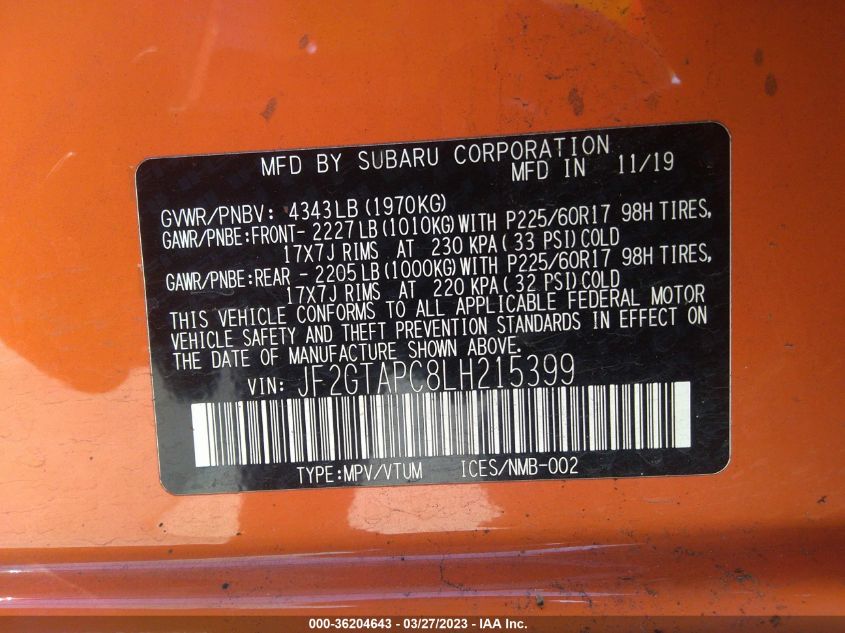 MFD BY SUBARU CORPORATION
MFD IN 11/19
GVWR/PNBV: 4343LB (1970KG)
GAWR/PNBE:FRONT- 2227LB (1010KG) WITH P225/60R17 98H TIRES,
17X7J RIMS AT 230 KPA ( 33 PSI) COLD
GAWR/PNBE:REAR - 2205LB (1000KG) WITH P225/60R17 98H TIRES,
17X7J RIMS AT 220 KPA ( 32 PSI) COLD
THIS VEHICLE CONFORMS TO ALL APPLICABLE FEDERAL MOTOR
VEHICLE SAFETY AND THEFT PREVENTION STANDARDS IN EFFECT ON
THE DATE OF MANUFACTURE SHOWN ABOVE.
VIN: JF2GTAPC8LH215399
TYPE:MPV/VTUM ICES/NMB-002
000-36204643 - 03/27/2023 - IAA Inc.